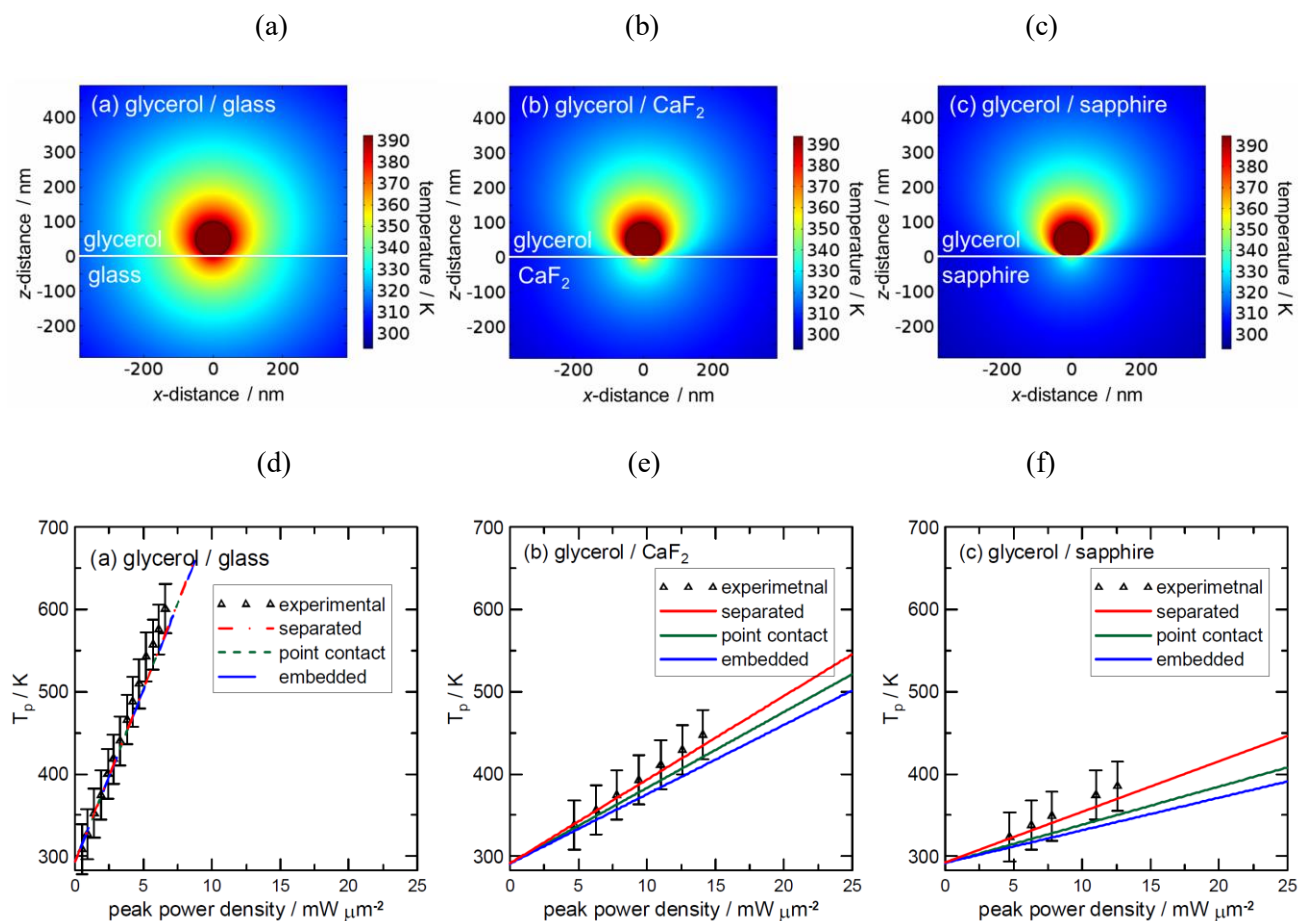 (a)
(b)
(c)
(a) glycerol / glass
400
300
200
100
0
-100
-200
z-distance / nm
glycerol
glass
-200
0
200
x-distance / nm
390
380
370
360
350
340
330
320
310
300
temperature / K
(b) glycerol / CaF₂
400
300
200
100
0
-100
-200
z-distance / nm
glycerol
CaF₂
-200
0
200
x-distance / nm
390
380
370
360
350
340
330
320
310
300
temperature / K
(c) glycerol / sapphire
400
300
200
100
0
-100
-200
z-distance / nm
glycerol
sapphire
-200
0
200
x-distance / nm
390
380
370
360
350
340
330
320
310
300
temperature / K
(d)
(e)
(f)
700
600
500
400
300
Tₚ / K
(a) glycerol / glass
experimental
separated
point contact
embedded
0
5
10
15
20
25
peak power density / mW μm⁻²
700
600
500
400
300
Tₚ / K
(b) glycerol / CaF₂
experimetnal
separated
point contact
embedded
0
5
10
15
20
25
peak power density / mW μm⁻²
700
600
500
400
300
Tₚ / K
(c) glycerol / sapphire
experimetnal
separated
point contact
embedded
0
5
10
15
20
25
peak power density / mW μm⁻²